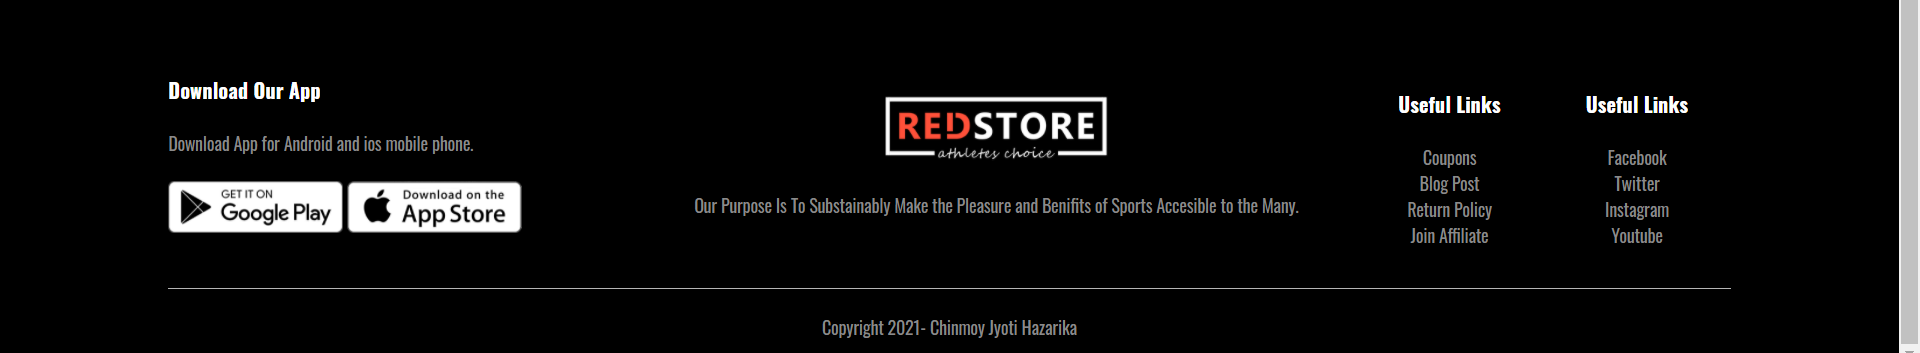 Download Our App
Download App for Android and ios mobile phone.
GET IT ON
Google Play
Download on the
App Store
REDSTORE
athletes choice
Our Purpose Is To Substainably Make the Pleasure and Benifits of Sports Accesible to the Many.
Useful Links
Coupons
Blog Post
Return Policy
Join Affiliate
Useful Links
Facebook
Twitter
Instagram
Youtube
Copyright 2021- Chinmoy Jyoti Hazarika